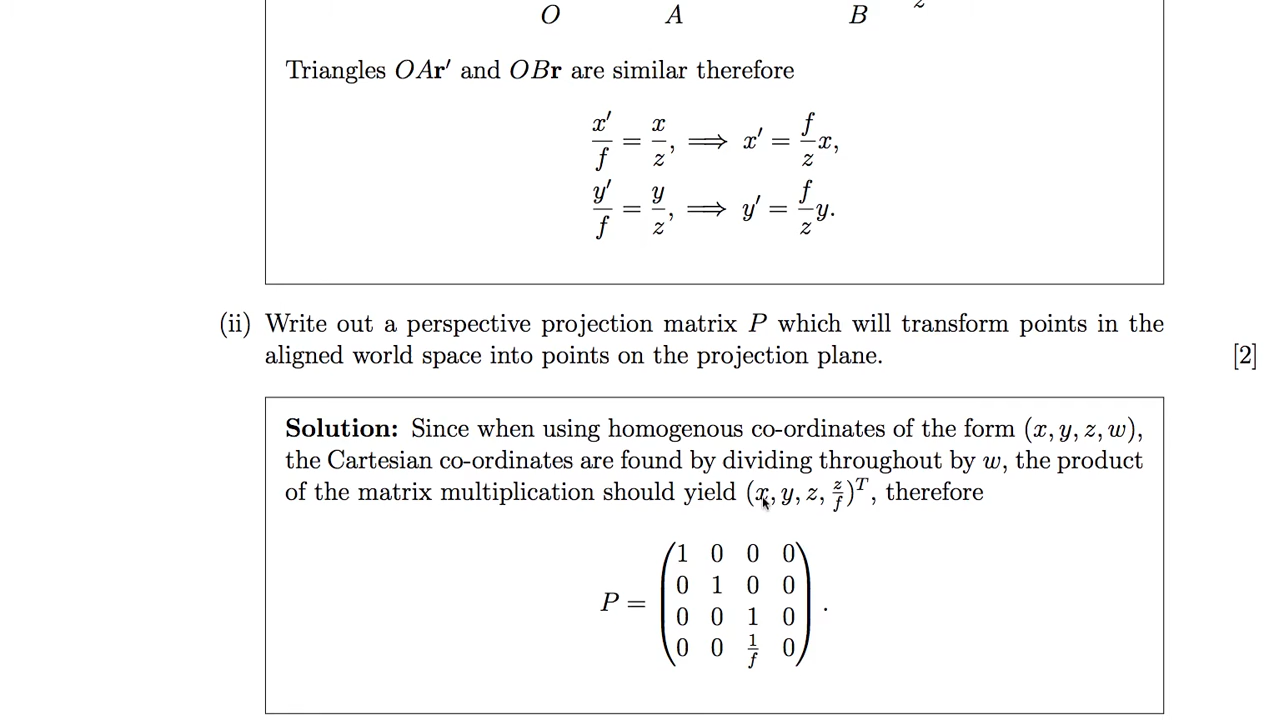 O A B z
Triangles OAr′ and OBr are similar therefore
x′/f = x/z, ⟹ x′ = f/z x,
y′/f = y/z, ⟹ y′ = f/z y.
(ii) Write out a perspective projection matrix P which will transform points in the
aligned world space into points on the projection plane. [2]
Solution: Since when using homogenous co-ordinates of the form (x, y, z, w),
the Cartesian co-ordinates are found by dividing throughout by w, the product
of the matrix multiplication should yield (x, y, z, z/f)^T, therefore
1 0 0 0
0 1 0 0
P =
0 0 1 0
0 0 1/f 0 .